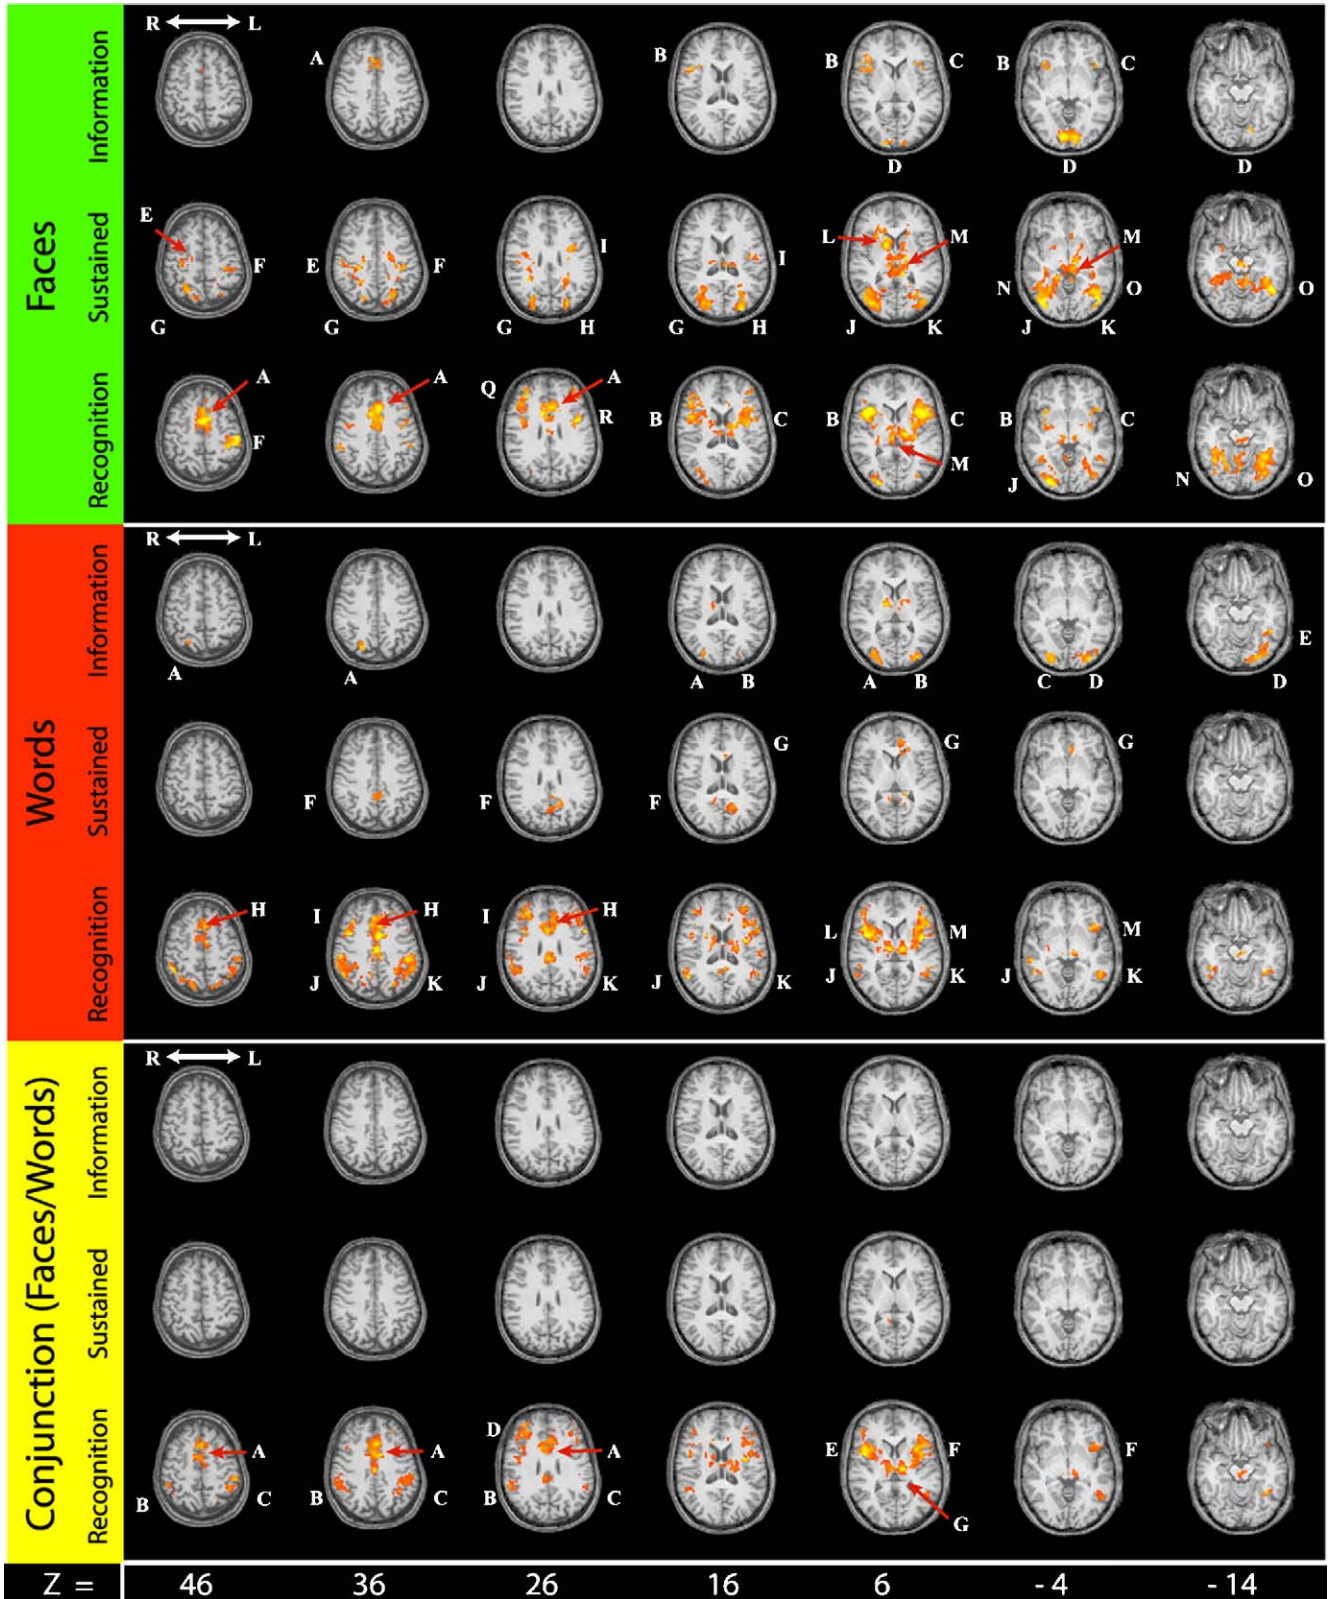 Faces
Information
R L
A
B
B C
B C
D D D
Sustained
E
F
E F
I
I
L M
M
N O
O
G G G H G H J K J K
Recognition
A
F
A
Q A
R
B C
B C
M
B C
J
N O
Words
Information
R L
E
A A A B A B C D D
Sustained
G G G
F F F
Recognition
H
I H
I H
L M
M
J K
J K
J K
J K
J K
Conjunction (Faces/Words)
Information
R L
Sustained
Recognition
D
A A A
E F
F
B C
B C
B C
G
Z = 46 36 26 16 6 - 4 - 14